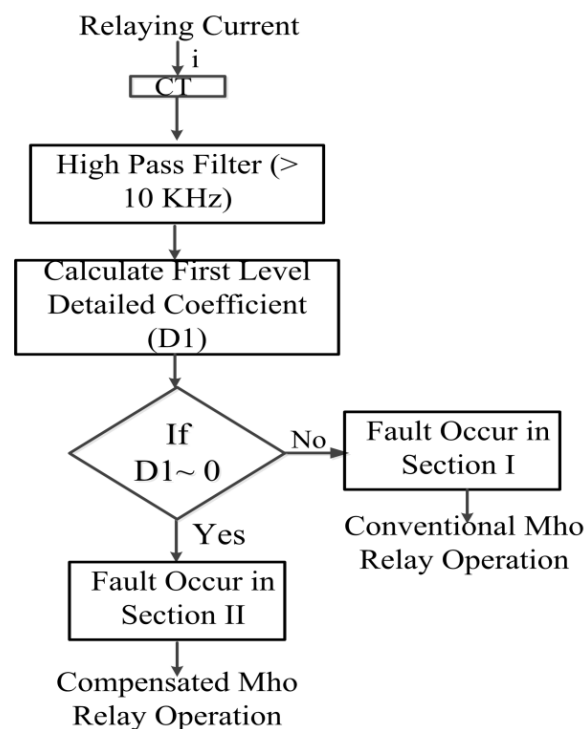 Relaying Current
i
CT
High Pass Filter (>
10 KHz)
Calculate First Level
Detailed Coefficient
(D1)
If
D1~ 0
No
Fault Occur in
Section I
Conventional Mho
Relay Operation
Yes
Fault Occur in
Section II
Compensated Mho
Relay Operation